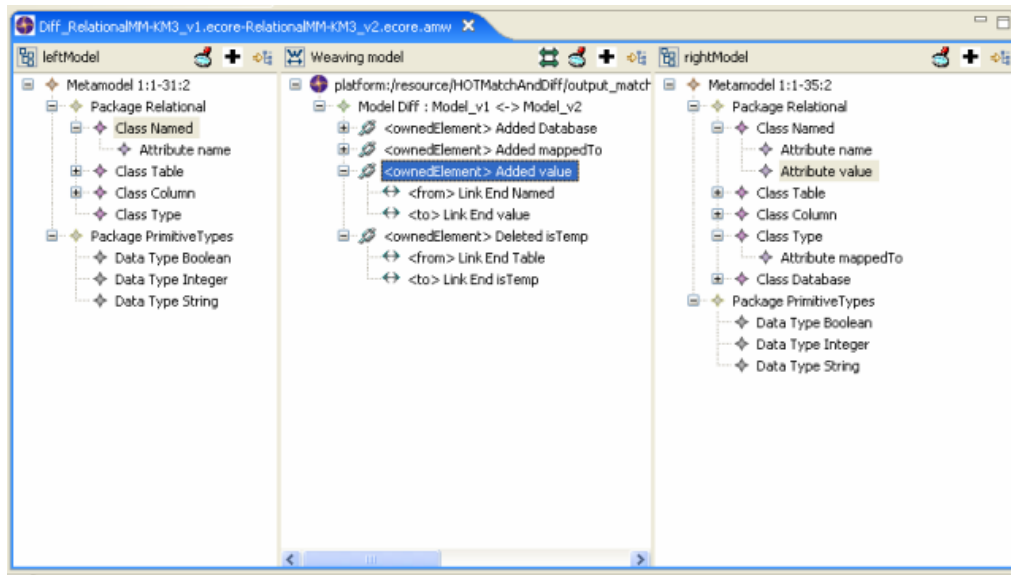 Diff_RelationalMM-KM3_v1.ecore-RelationalMM-KM3_v2.ecore.amw
leftModel
Metamodel 1:1-31:2
Package Relational
Class Named
Attribute name
Class Table
Class Column
Class Type
Package PrimitiveTypes
Data Type Boolean
Data Type Integer
Data Type String
Weaving model
platform:/resource/HOTMatchAndDiff/output_match
Model Diff : Model_v1 <-> Model_v2
<ownedElement> Added Database
<ownedElement> Added mappedTo
<ownedElement> Added value
<from> Link End Named
<to> Link End value
<ownedElement> Deleted isTemp
<from> Link End Table
<to> Link End isTemp
rightModel
Metamodel 1:1-35:2
Package Relational
Class Named
Attribute name
Attribute value
Class Table
Class Column
Class Type
Attribute mappedTo
Class Database
Package PrimitiveTypes
Data Type Boolean
Data Type Integer
Data Type String